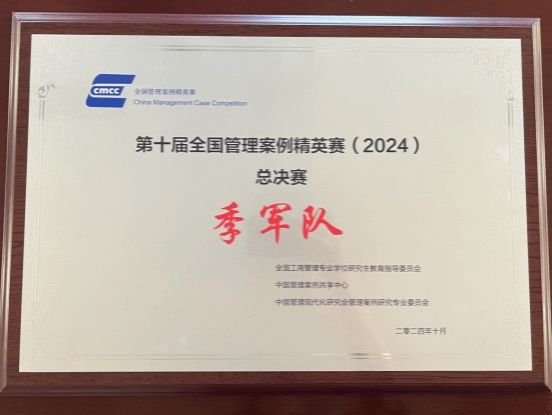 cmcc
全国管理案例精英赛
China Management Case Competition
第十届全国管理案例精英赛（2024）
总决赛
季军队
全国工商管理专业学位研究生教育指导委员会
中国管理案例共享中心
中国管理现代化研究会管理案例研究专业委员会
二零二四年十月